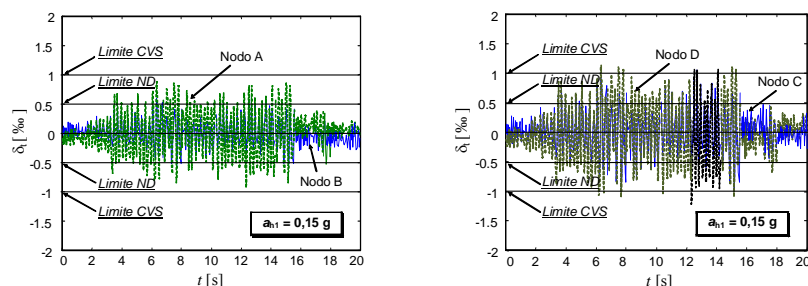 2
1.5
1
0.5
0
-0.5
-1
-1.5
-2
δi [‰]
Limite CVS
Limite ND
Nodo A
Nodo B
Limite ND
Limite CVS
ah1 = 0,15 g
0 2 4 6 8 10 12 14 16 18 20
t [s]
2
1.5
1
0.5
0
-0.5
-1
-1.5
-2
δi [‰]
Limite CVS
Limite ND
Nodo D
Nodo C
Limite ND
Limite CVS
ah1 = 0,15 g
0 2 4 6 8 10 12 14 16 18 20
t [s]